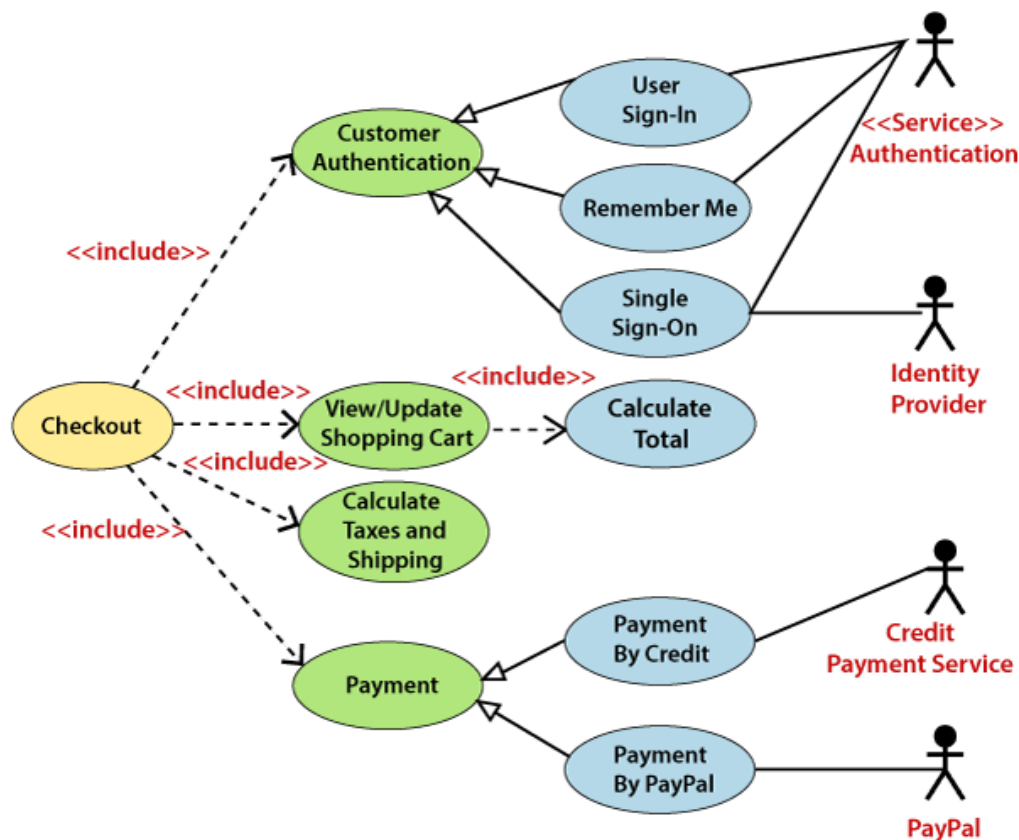 User
Sign-In
<<Service>>
Authentication
Customer
Authentication
Remember Me
<<include>>
Single
Sign-On
Identity
Provider
<<include>>
<<include>>
Checkout
View/Update
Shopping Cart
Calculate
Total
<<include>>
Calculate
Taxes and
Shipping
<<include>>
Payment
By Credit
Credit
Payment Service
Payment
Payment
By PayPal
PayPal